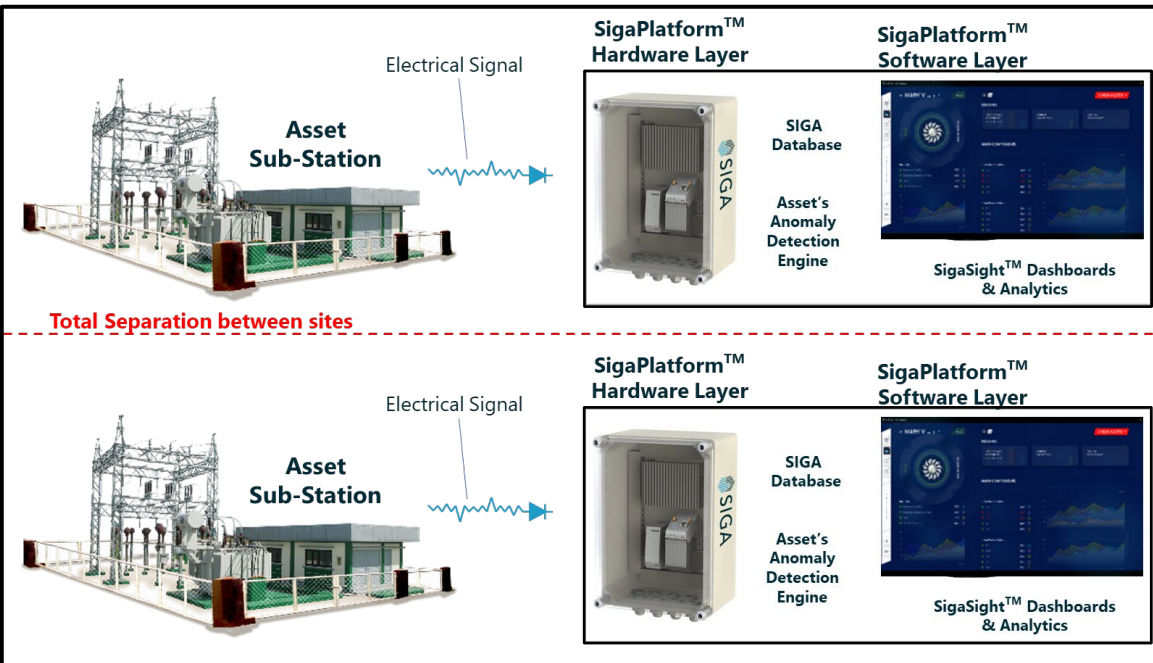 SigaPlatform™
Hardware Layer
SigaPlatform™
Software Layer
Electrical Signal
Asset
Sub-Station
SIGA
SIGA
Database
Asset's
Anomaly
Detection
Engine
SigaSight™ Dashboards
& Analytics
Total Separation between sites
SigaPlatform™
Hardware Layer
SigaPlatform™
Software Layer
Electrical Signal
Asset
Sub-Station
SIGA
SIGA
Database
Asset's
Anomaly
Detection
Engine
SigaSight™ Dashboards
& Analytics